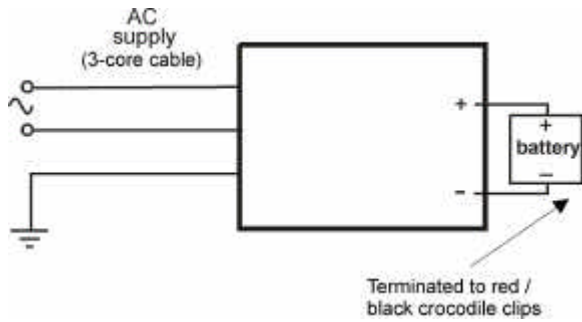 AC
supply
(3-core cable)
+
+
battery
–
-
Terminated to red /
black crocodile clips